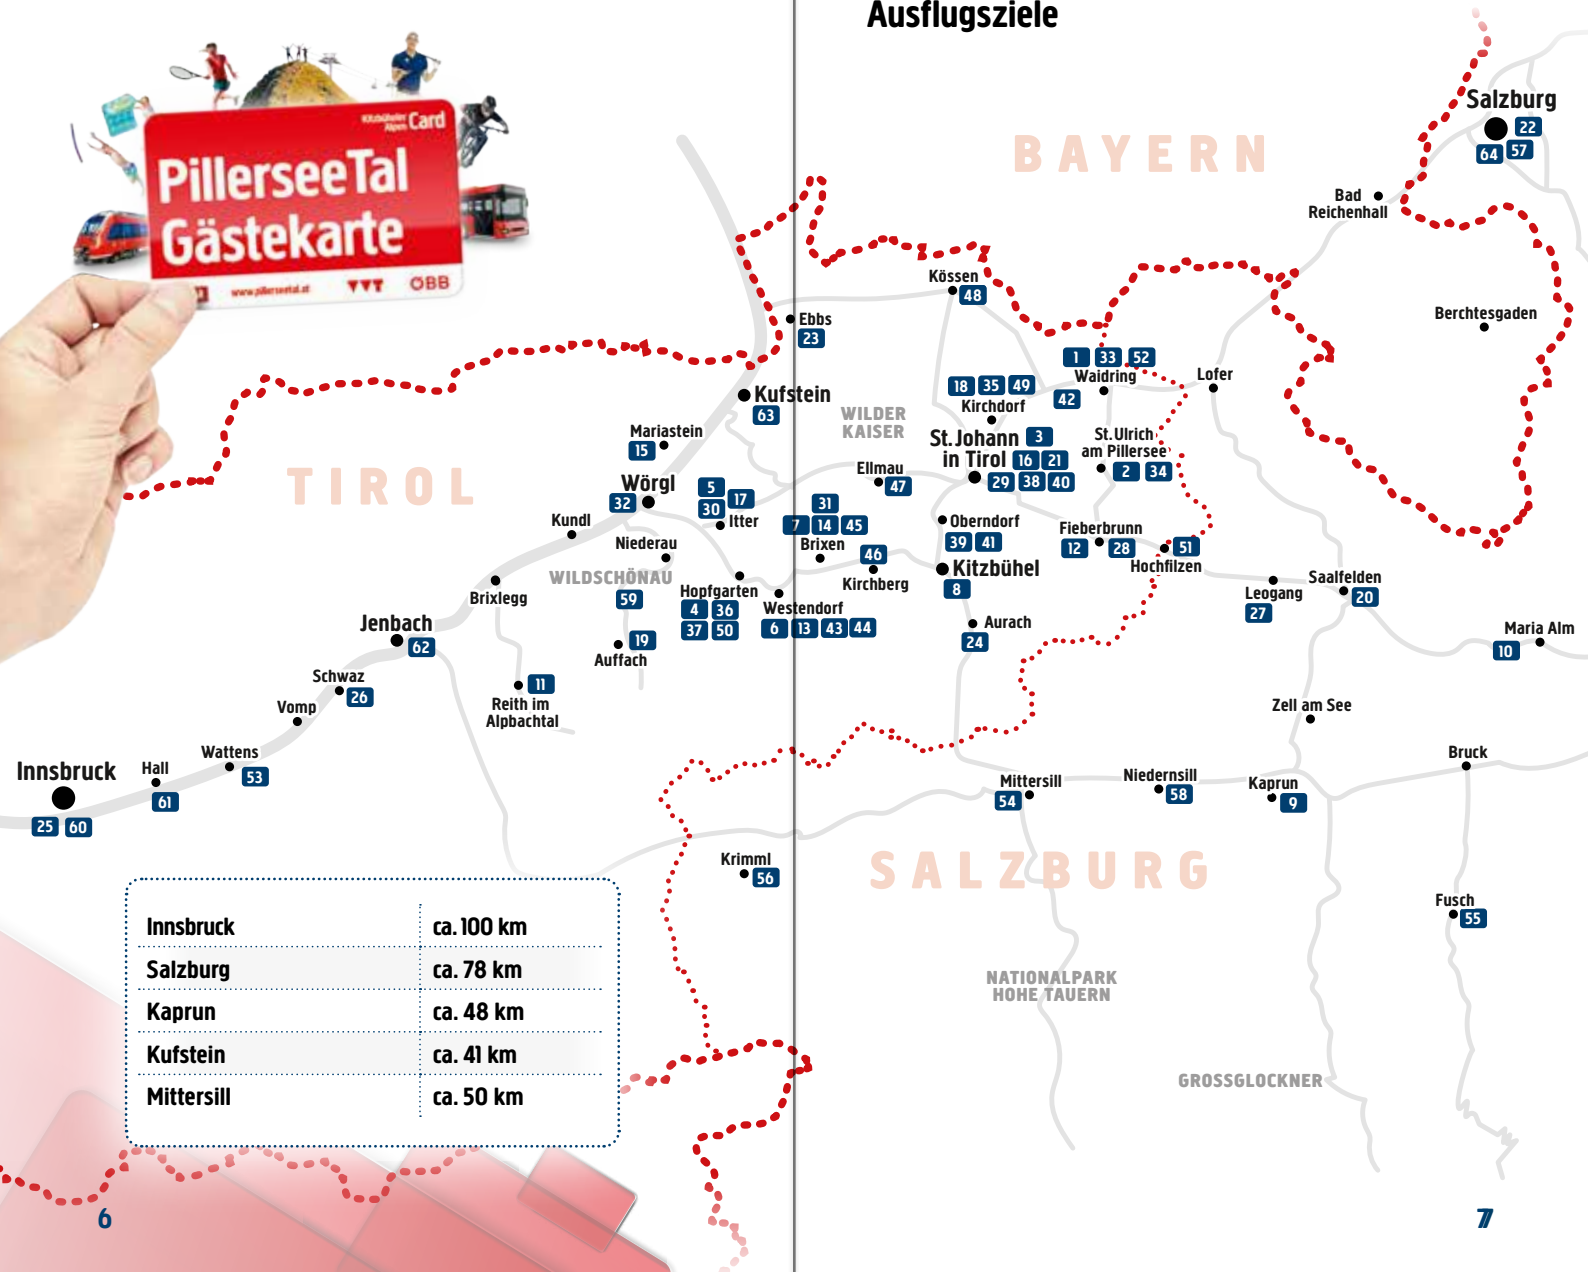 Ausflugsziele
Kitzbüheler
Alpen Card
PillerseeTal
Gästekarte
www.pillerseetal.at
VVT
ÖBB
BAYERN
Salzburg
22
64 57
Bad
Reichenhall
Berchtesgaden
Kössen
48
Ebbs
23
1 33 52
Waidring
42
Lofer
18 35 49
Kirchdorf
Kufstein
63
WILDER
KAISER
Mariastein
15
St. Johann 3
in Tirol 16 21
29 38 40
St. Ulrich
am Pillersee
2 34
TIROL
Wörgl
32
5
30 17
Itter
Ellmau
47
31
7 14 45
Brixen
Kundl
Niederau
WILDSCHÖNAU
59
Oberndorf
39 41
Fieberbrunn
12 28
51
Hochfilzen
46
Kirchberg
Kitzbühel
8
Brixlegg
Hopfgarten
4 36
37 50
Westendorf
6 13 43 44
Leogang
27
Saalfelden
20
Jenbach
62
19
Auffach
Aurach
24
Maria Alm
10
Schwaz
26
11
Reith im
Alpbachtal
Vomp
Zell am See
Wattens
53
Bruck
Innsbruck
25 60
Hall
61
Mittersill
54
Niedernsill
58
Kaprun
9
Krimml
56
SALZBURG
Fusch
55
Innsbruck ca. 100 km
Salzburg ca. 78 km
Kaprun ca. 48 km
Kufstein ca. 41 km
Mittersill ca. 50 km
NATIONALPARK
HOHE TAUERN
GROSSGLOCKNER
6
7